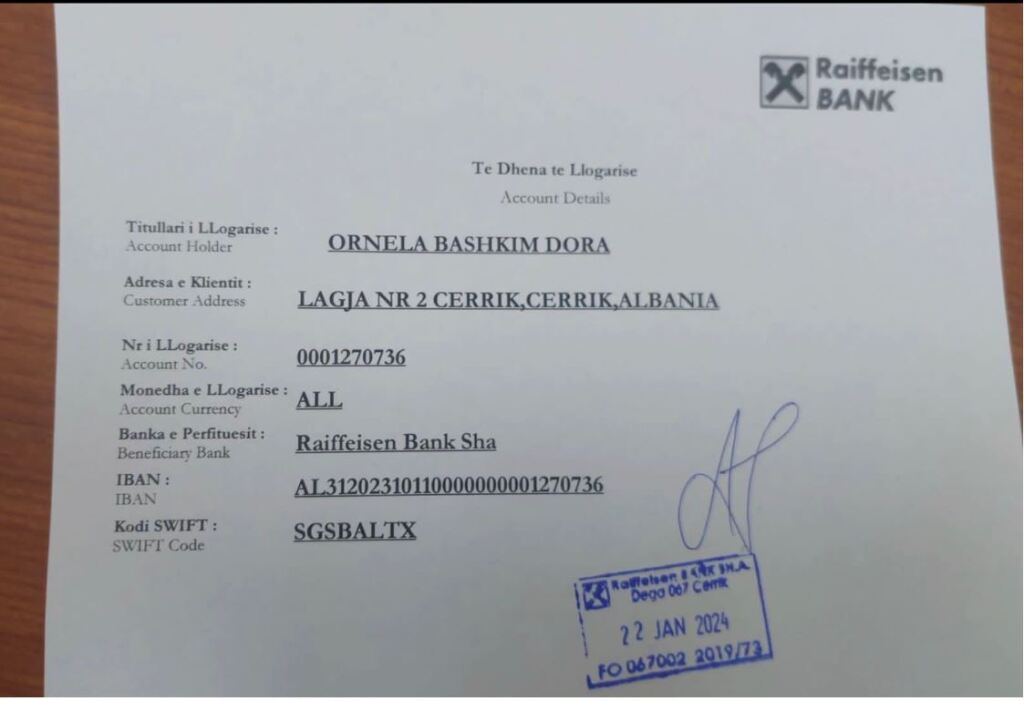 Raiffeisen
BANK
Te Dhena te Llogarise
Account Details
Titullari i LLogarise :
Account Holder
ORNELA BASHKIM DORA
Adresa e Klientit :
Customer Address
LAGJA NR 2 CERRIK,CERRIK,ALBANIA
Nr i LLogarise :
Account No.
0001270736
Monedha e LLogarise :
Account Currency
ALL
Banka e Perfituesit :
Beneficiary Bank
Raiffeisen Bank Sha
IBAN :
IBAN
AL31202310110000000001270736
Kodi SWIFT :
SWIFT Code
SGSBALTX
Raiffeisen BANK SH.A.
Dega 067 Cerrik
22 JAN 2024
FO 067002 2019/73